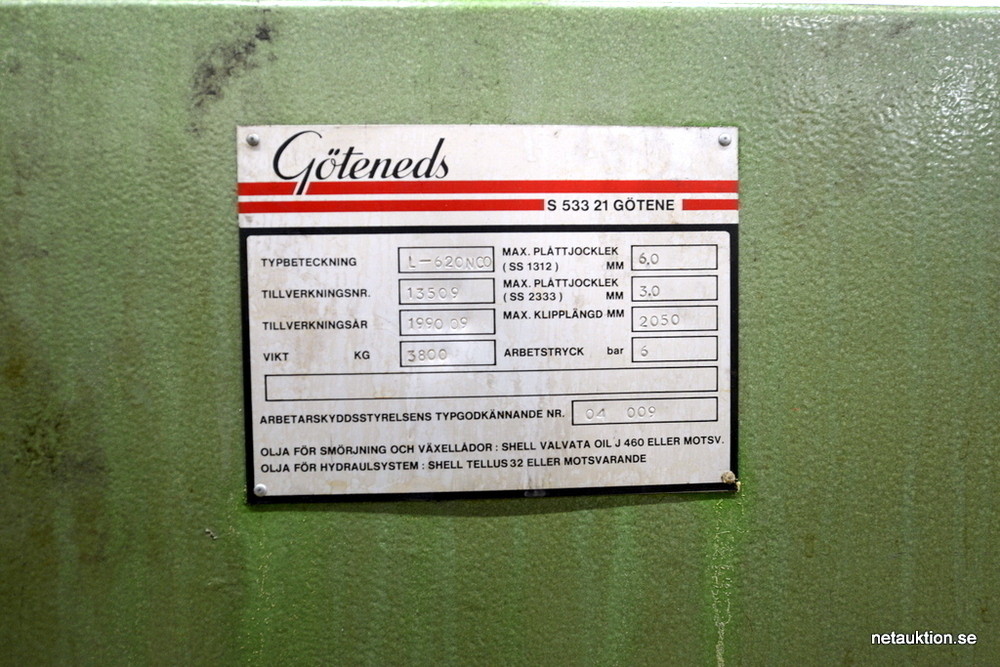 Göteneds
S 533 21 GÖTENE
TYPBETECKNING L-620NCO MAX. PLÅTTJOCKLEK (SS 1312) MM 6,0
TILLVERKNINGSNR. 13509 MAX. PLÅTTJOCKLEK (SS 2333) MM 3,0
TILLVERKNINGSÅR 1990 09 MAX. KLIPPLÄNGD MM 2050
VIKT KG 3800 ARBETSTRYCK bar 6
ARBETARSKYDDSSTYRELSENS TYPGODKÄNNANDE NR. 04 009
OLJA FÖR SMÖRJNING OCH VÄXELLÅDOR : SHELL VALVATA OIL J 460 ELLER MOTSV.
OLJA FÖR HYDRAULSYSTEM : SHELL TELLUS 32 ELLER MOTSVARANDE
netauktion.se